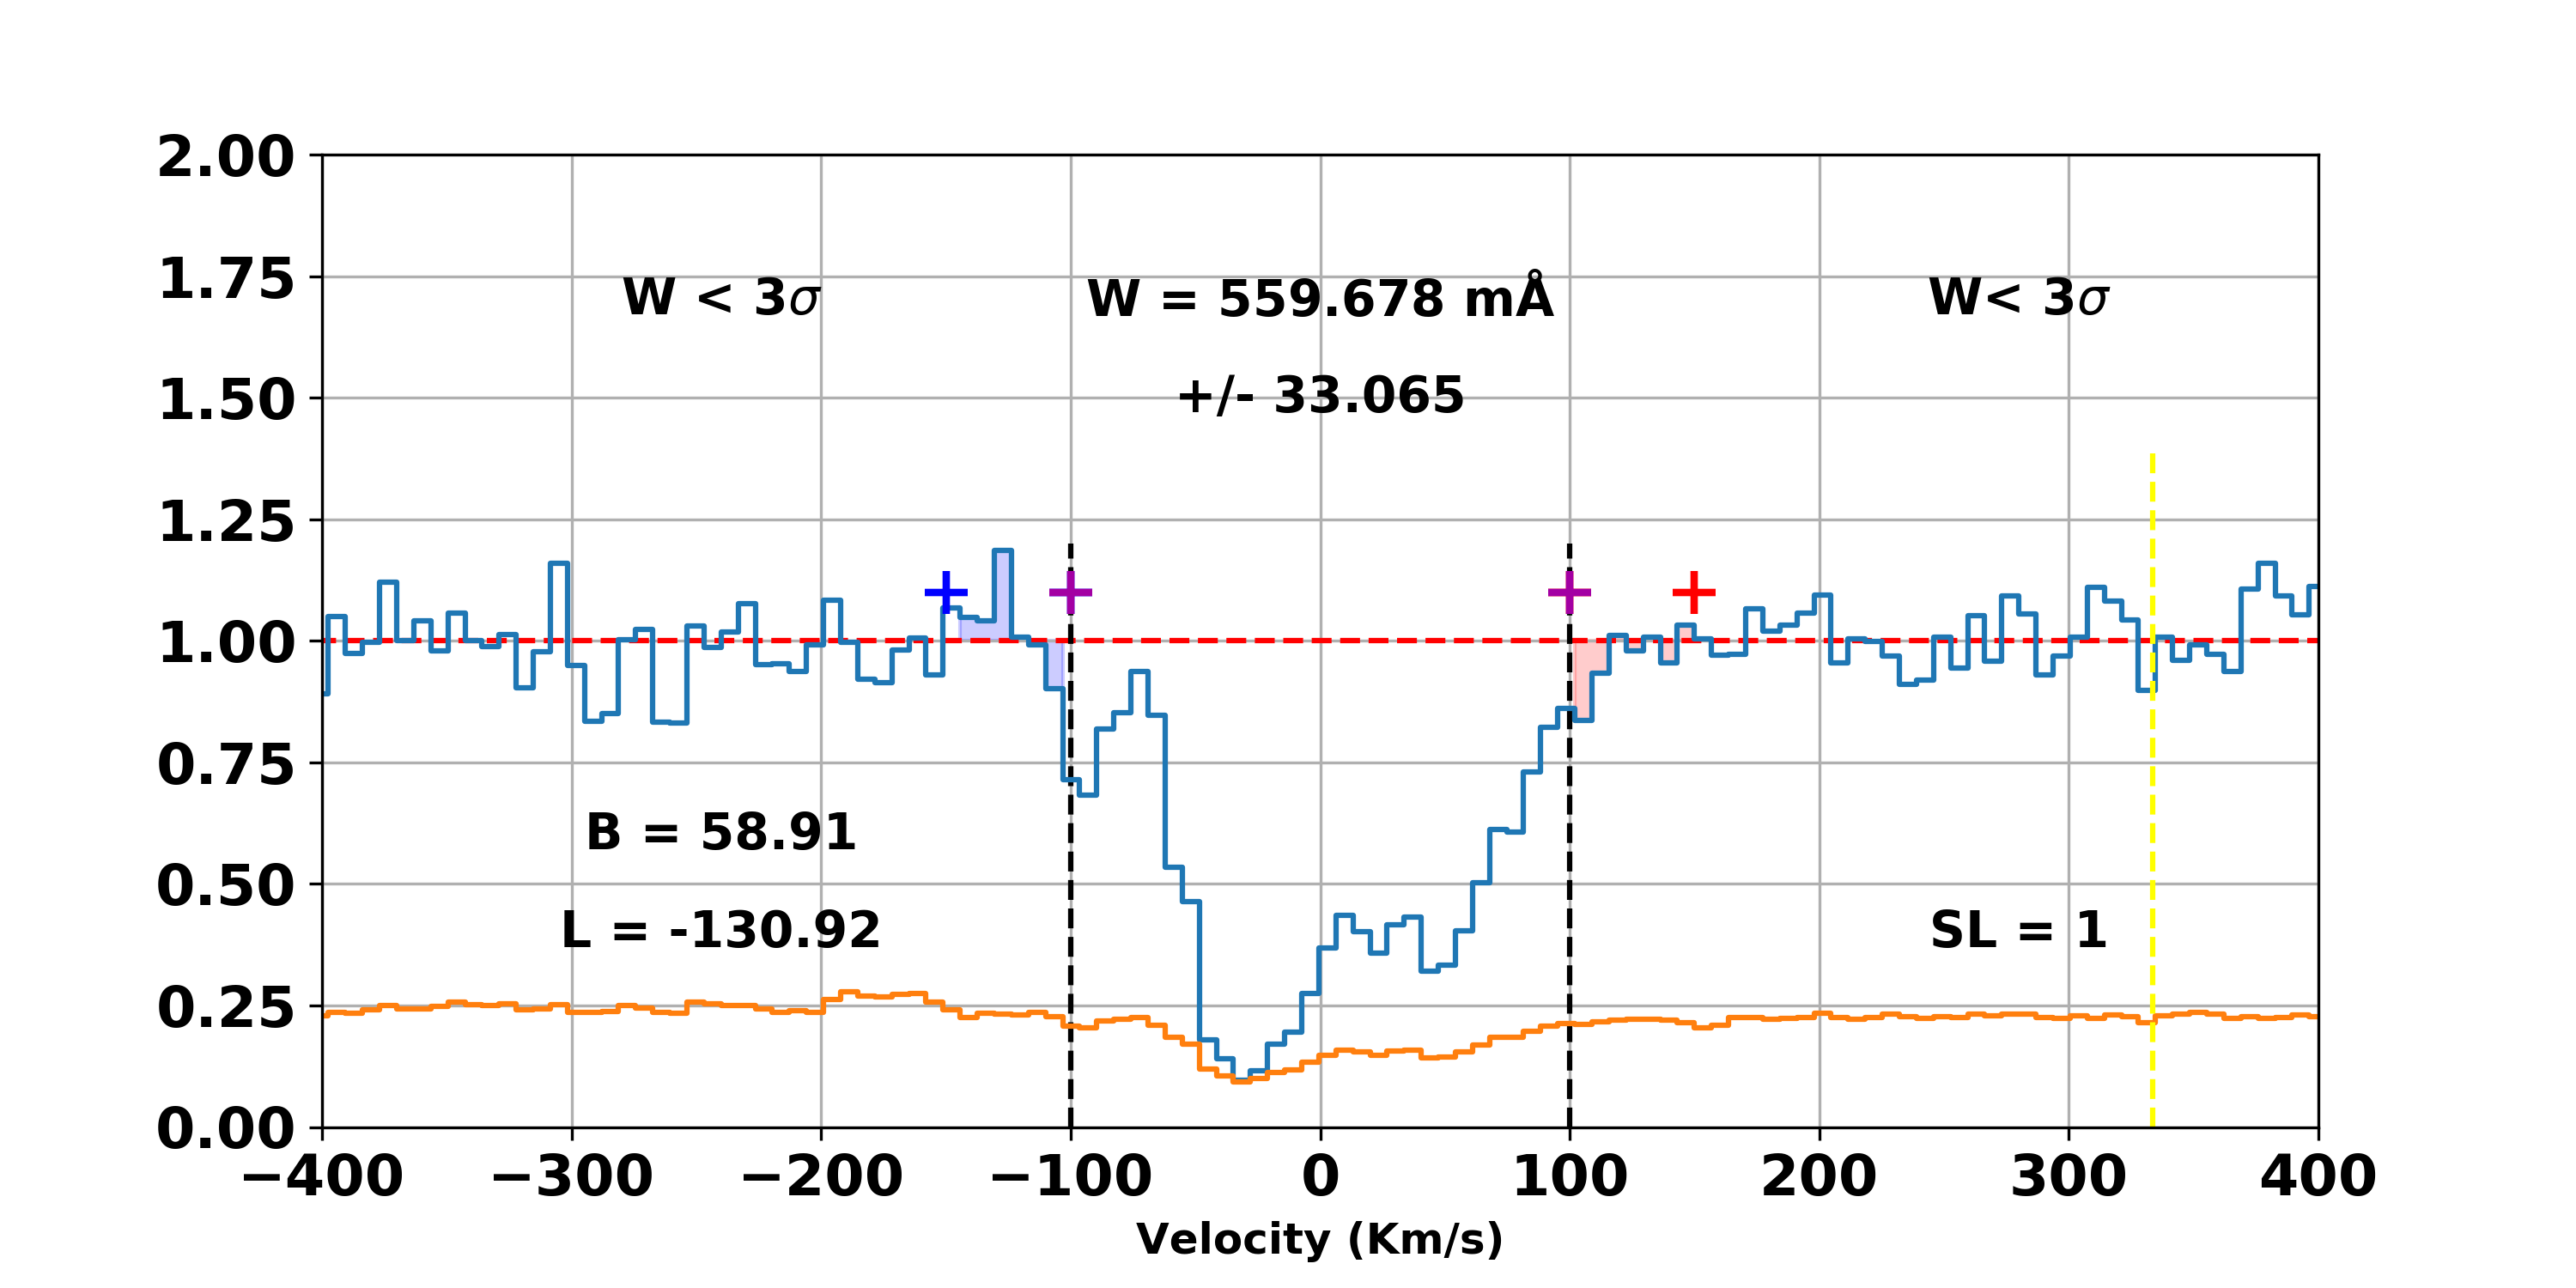 2.00
1.75
W < 3σ
W = 559.678 mÅ
W< 3σ
1.50
+/- 33.065
1.25
1.00
0.75
B = 58.91
0.50
L = -130.92
SL = 1
0.25
0.00
−400 −300 −200 −100 0 100 200 300 400
Velocity (Km/s)